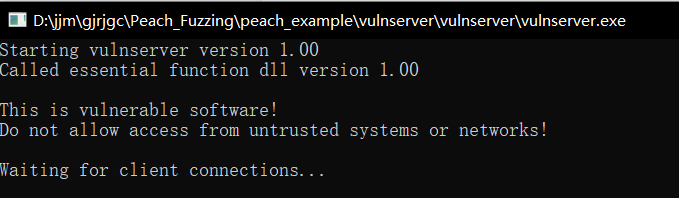 D:\jjm\gjrjgc\Peach_Fuzzing\peach_example\vulnserver\vulnserver\vulnserver.exe
Starting vulnserver version 1.00
Called essential function dll version 1.00
This is vulnerable software!
Do not allow access from untrusted systems or networks!
Waiting for client connections...